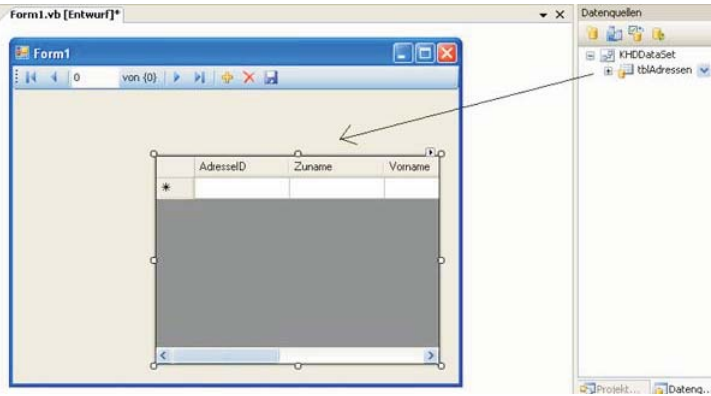 Form1.vb [Entwurf]*
Datenquellen
Form1
KHDDataSet
tblAdressen
0 von {0}
AdresseID Zuname Vorname
Projekt... Dateng..